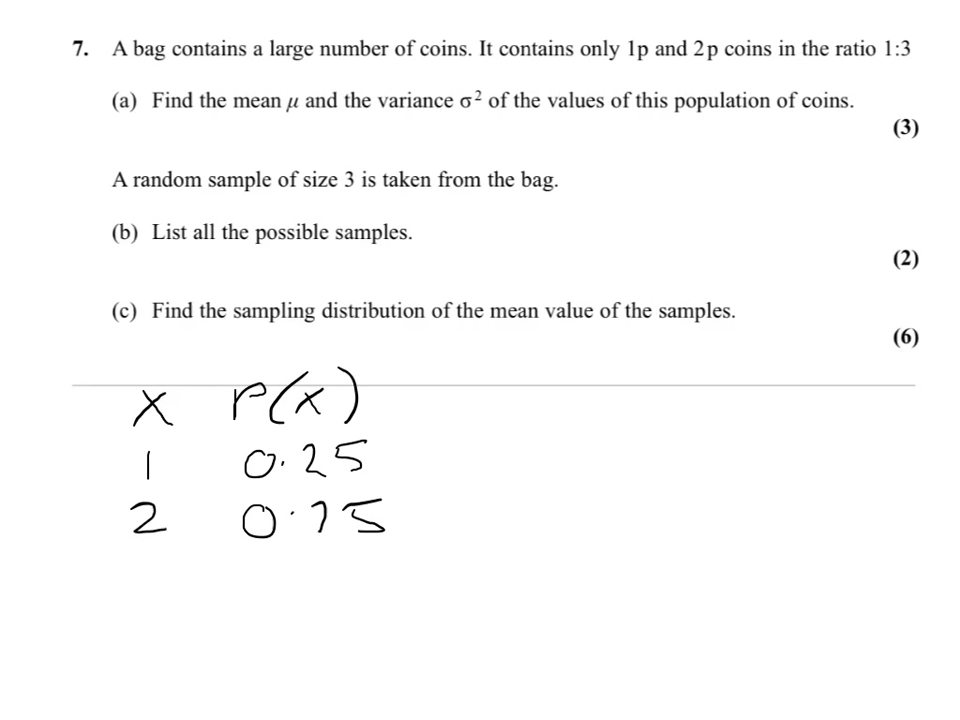 7. A bag contains a large number of coins. It contains only 1p and 2p coins in the ratio 1:3
(a) Find the mean μ and the variance σ² of the values of this population of coins.
(3)
A random sample of size 3 is taken from the bag.
(b) List all the possible samples.
(2)
(c) Find the sampling distribution of the mean value of the samples.
(6)
x P(x)
1 0.25
2 0.75